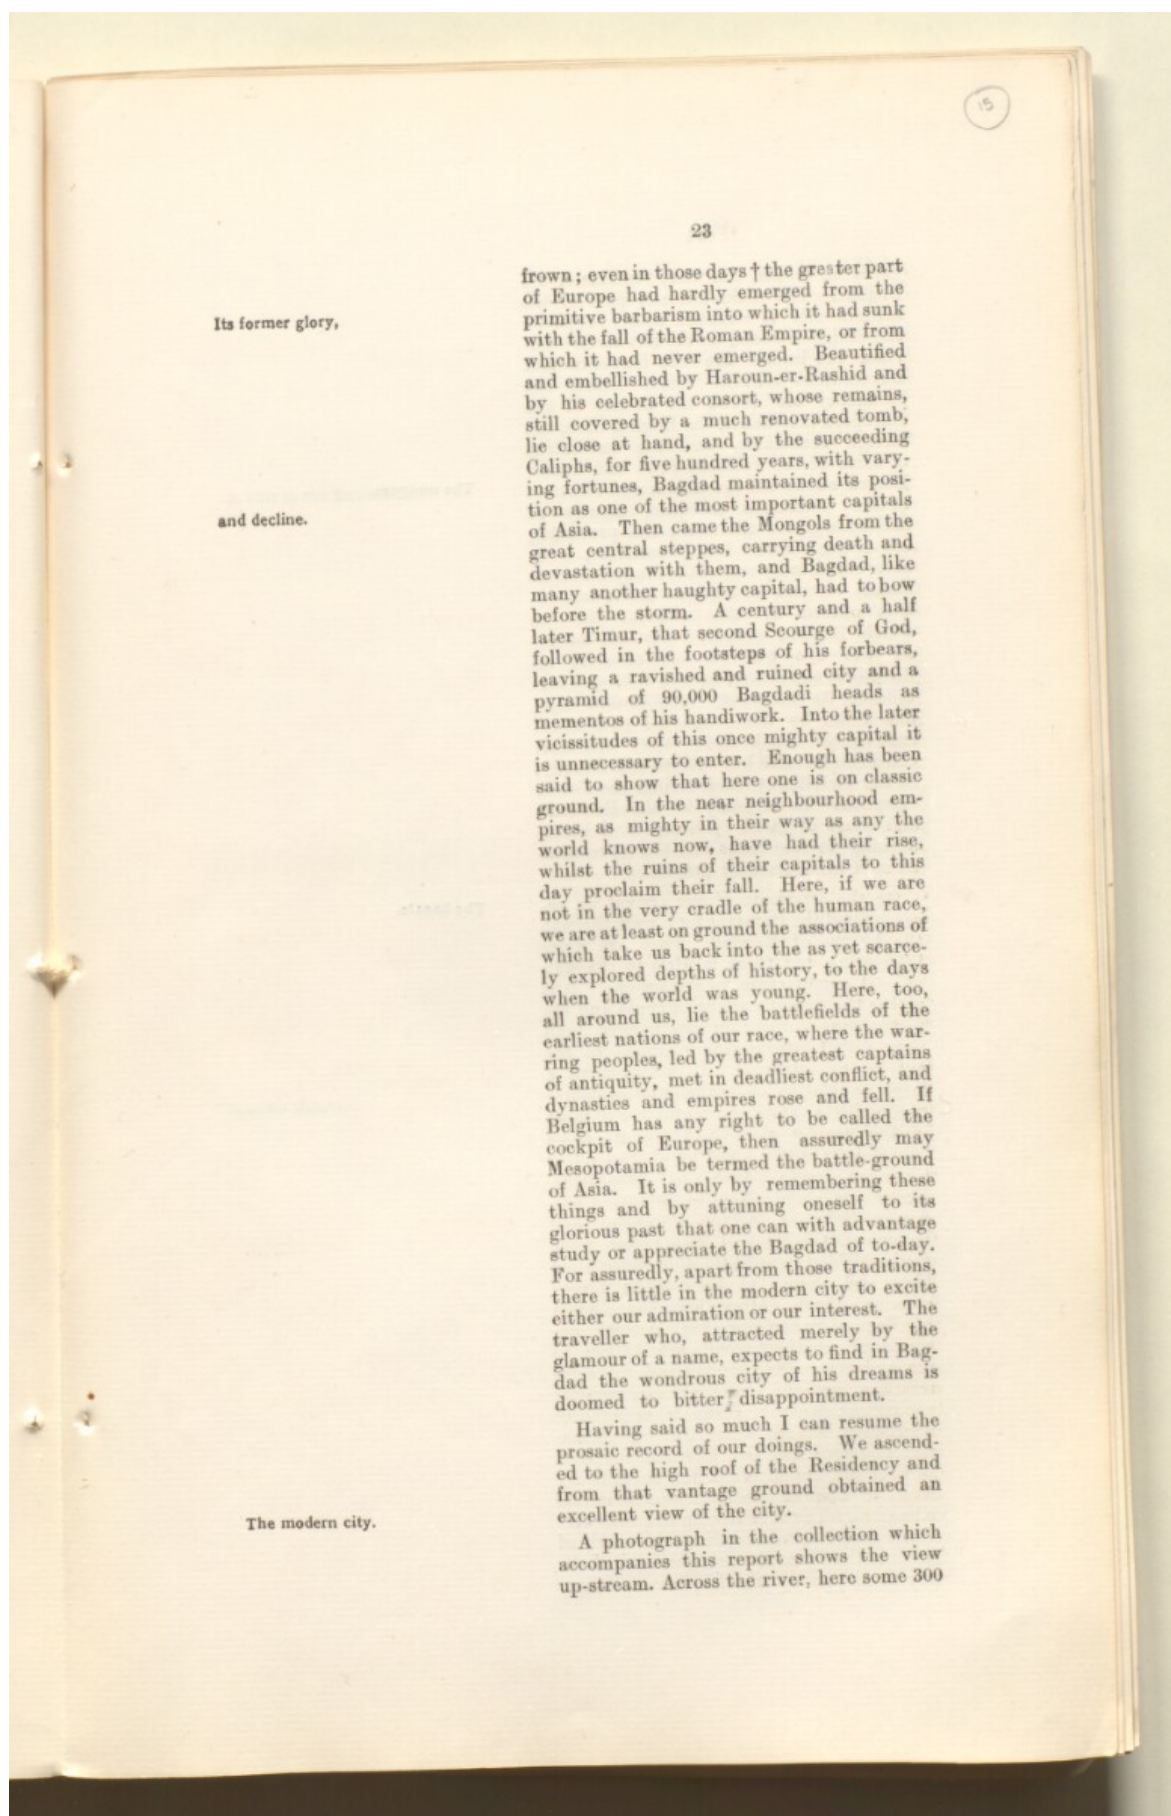 15
23
frown; even in those days † the greater part
of Europe had hardly emerged from the
primitive barbarism into which it had sunk
Its former glory,
with the fall of the Roman Empire, or from
which it had never emerged. Beautified
and embellished by Haroun-er-Rashid and
by his celebrated consort, whose remains,
still covered by a much renovated tomb,
lie close at hand, and by the succeeding
Caliphs, for five hundred years, with vary-
ing fortunes, Bagdad maintained its posi-
tion as one of the most important capitals
and decline.
of Asia. Then came the Mongols from the
great central steppes, carrying death and
devastation with them, and Bagdad, like
many another haughty capital, had to bow
before the storm. A century and a half
later Timur, that second Scourge of God,
followed in the footsteps of his forbears,
leaving a ravished and ruined city and a
pyramid of 90,000 Bagdadi heads as
mementos of his handiwork. Into the later
vicissitudes of this once mighty capital it
is unnecessary to enter. Enough has been
said to show that here one is on classic
ground. In the near neighbourhood em-
pires, as mighty in their way as any the
world knows now, have had their rise,
whilst the ruins of their capitals to this
day proclaim their fall. Here, if we are
not in the very cradle of the human race,
we are at least on ground the associations of
which take us back into the as yet scarce-
ly explored depths of history, to the days
when the world was young. Here, too,
all around us, lie the battlefields of the
earliest nations of our race, where the war-
ring peoples, led by the greatest captains
of antiquity, met in deadliest conflict, and
dynasties and empires rose and fell. If
Belgium has any right to be called the
cockpit of Europe, then assuredly may
Mesopotamia be termed the battle-ground
of Asia. It is only by remembering these
things and by attuning oneself to its
glorious past that one can with advantage
study or appreciate the Bagdad of to-day.
For assuredly, apart from those traditions,
there is little in the modern city to excite
either our admiration or our interest. The
traveller who, attracted merely by the
glamour of a name, expects to find in Bag-
dad the wondrous city of his dreams is
doomed to bitter disappointment.
Having said so much I can resume the
prosaic record of our doings. We ascend-
ed to the high roof of the Residency and
from that vantage ground obtained an
excellent view of the city.
The modern city.
A photograph in the collection which
accompanies this report shows the view
up-stream. Across the river, here some 300